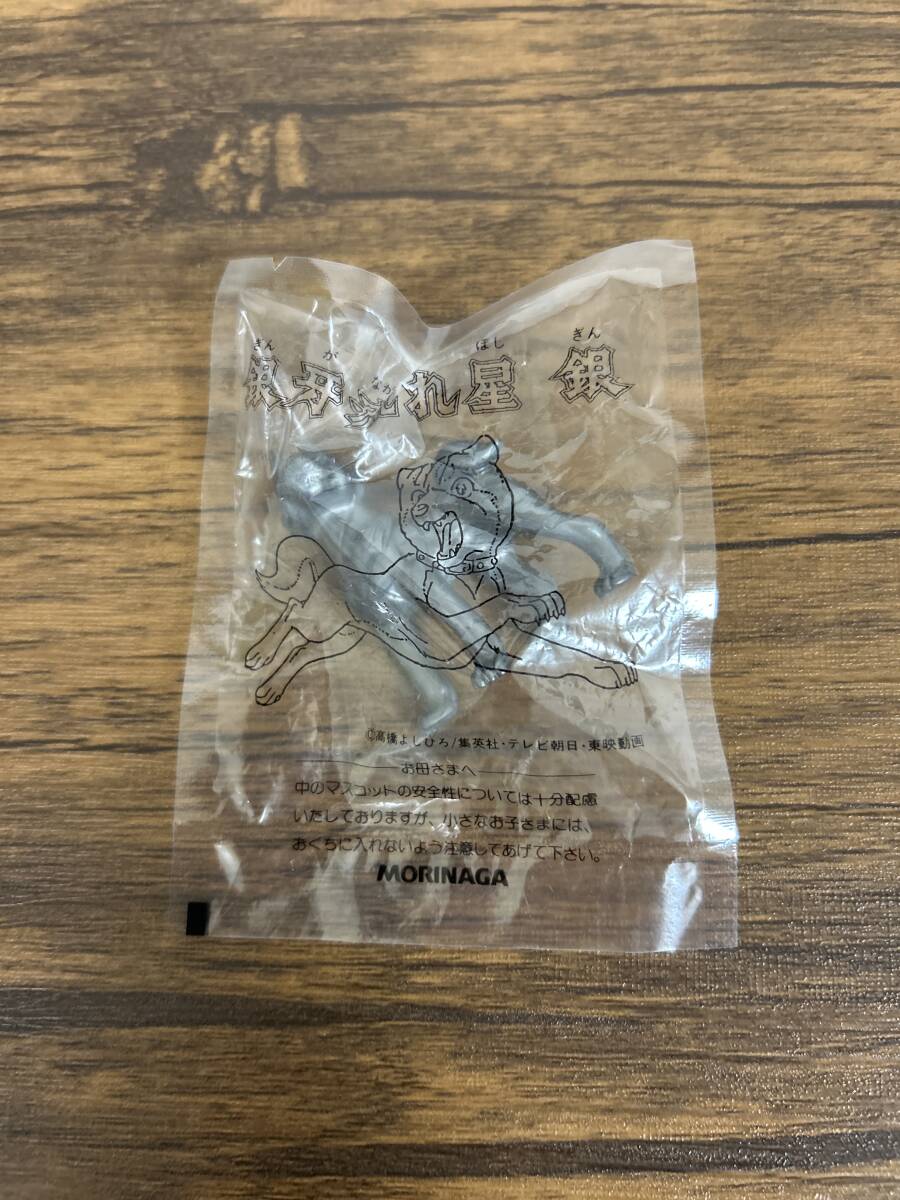 ぎん が なが ほし ぎん
銀牙流れ星 銀
©高橋よしひろ/集英社・テレビ朝日・東映動画
お母さまへ
中のマスコットの安全性については十分配慮
いたしておりますが、小さなお子さまには、
おくちに入れないよう注意してあげて下さい。
MORINAGA